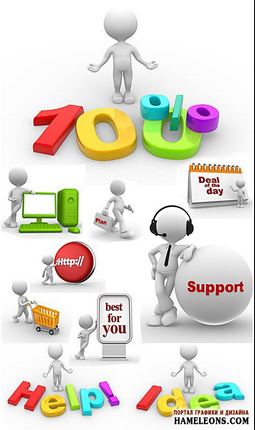 100%
Deal
of the
day
Plan
Http://
Support
best
for
you
Help!
Idea
ПОРТАЛ ГРАФИКИ И ДИЗАЙНА
HAMELEONS.COM